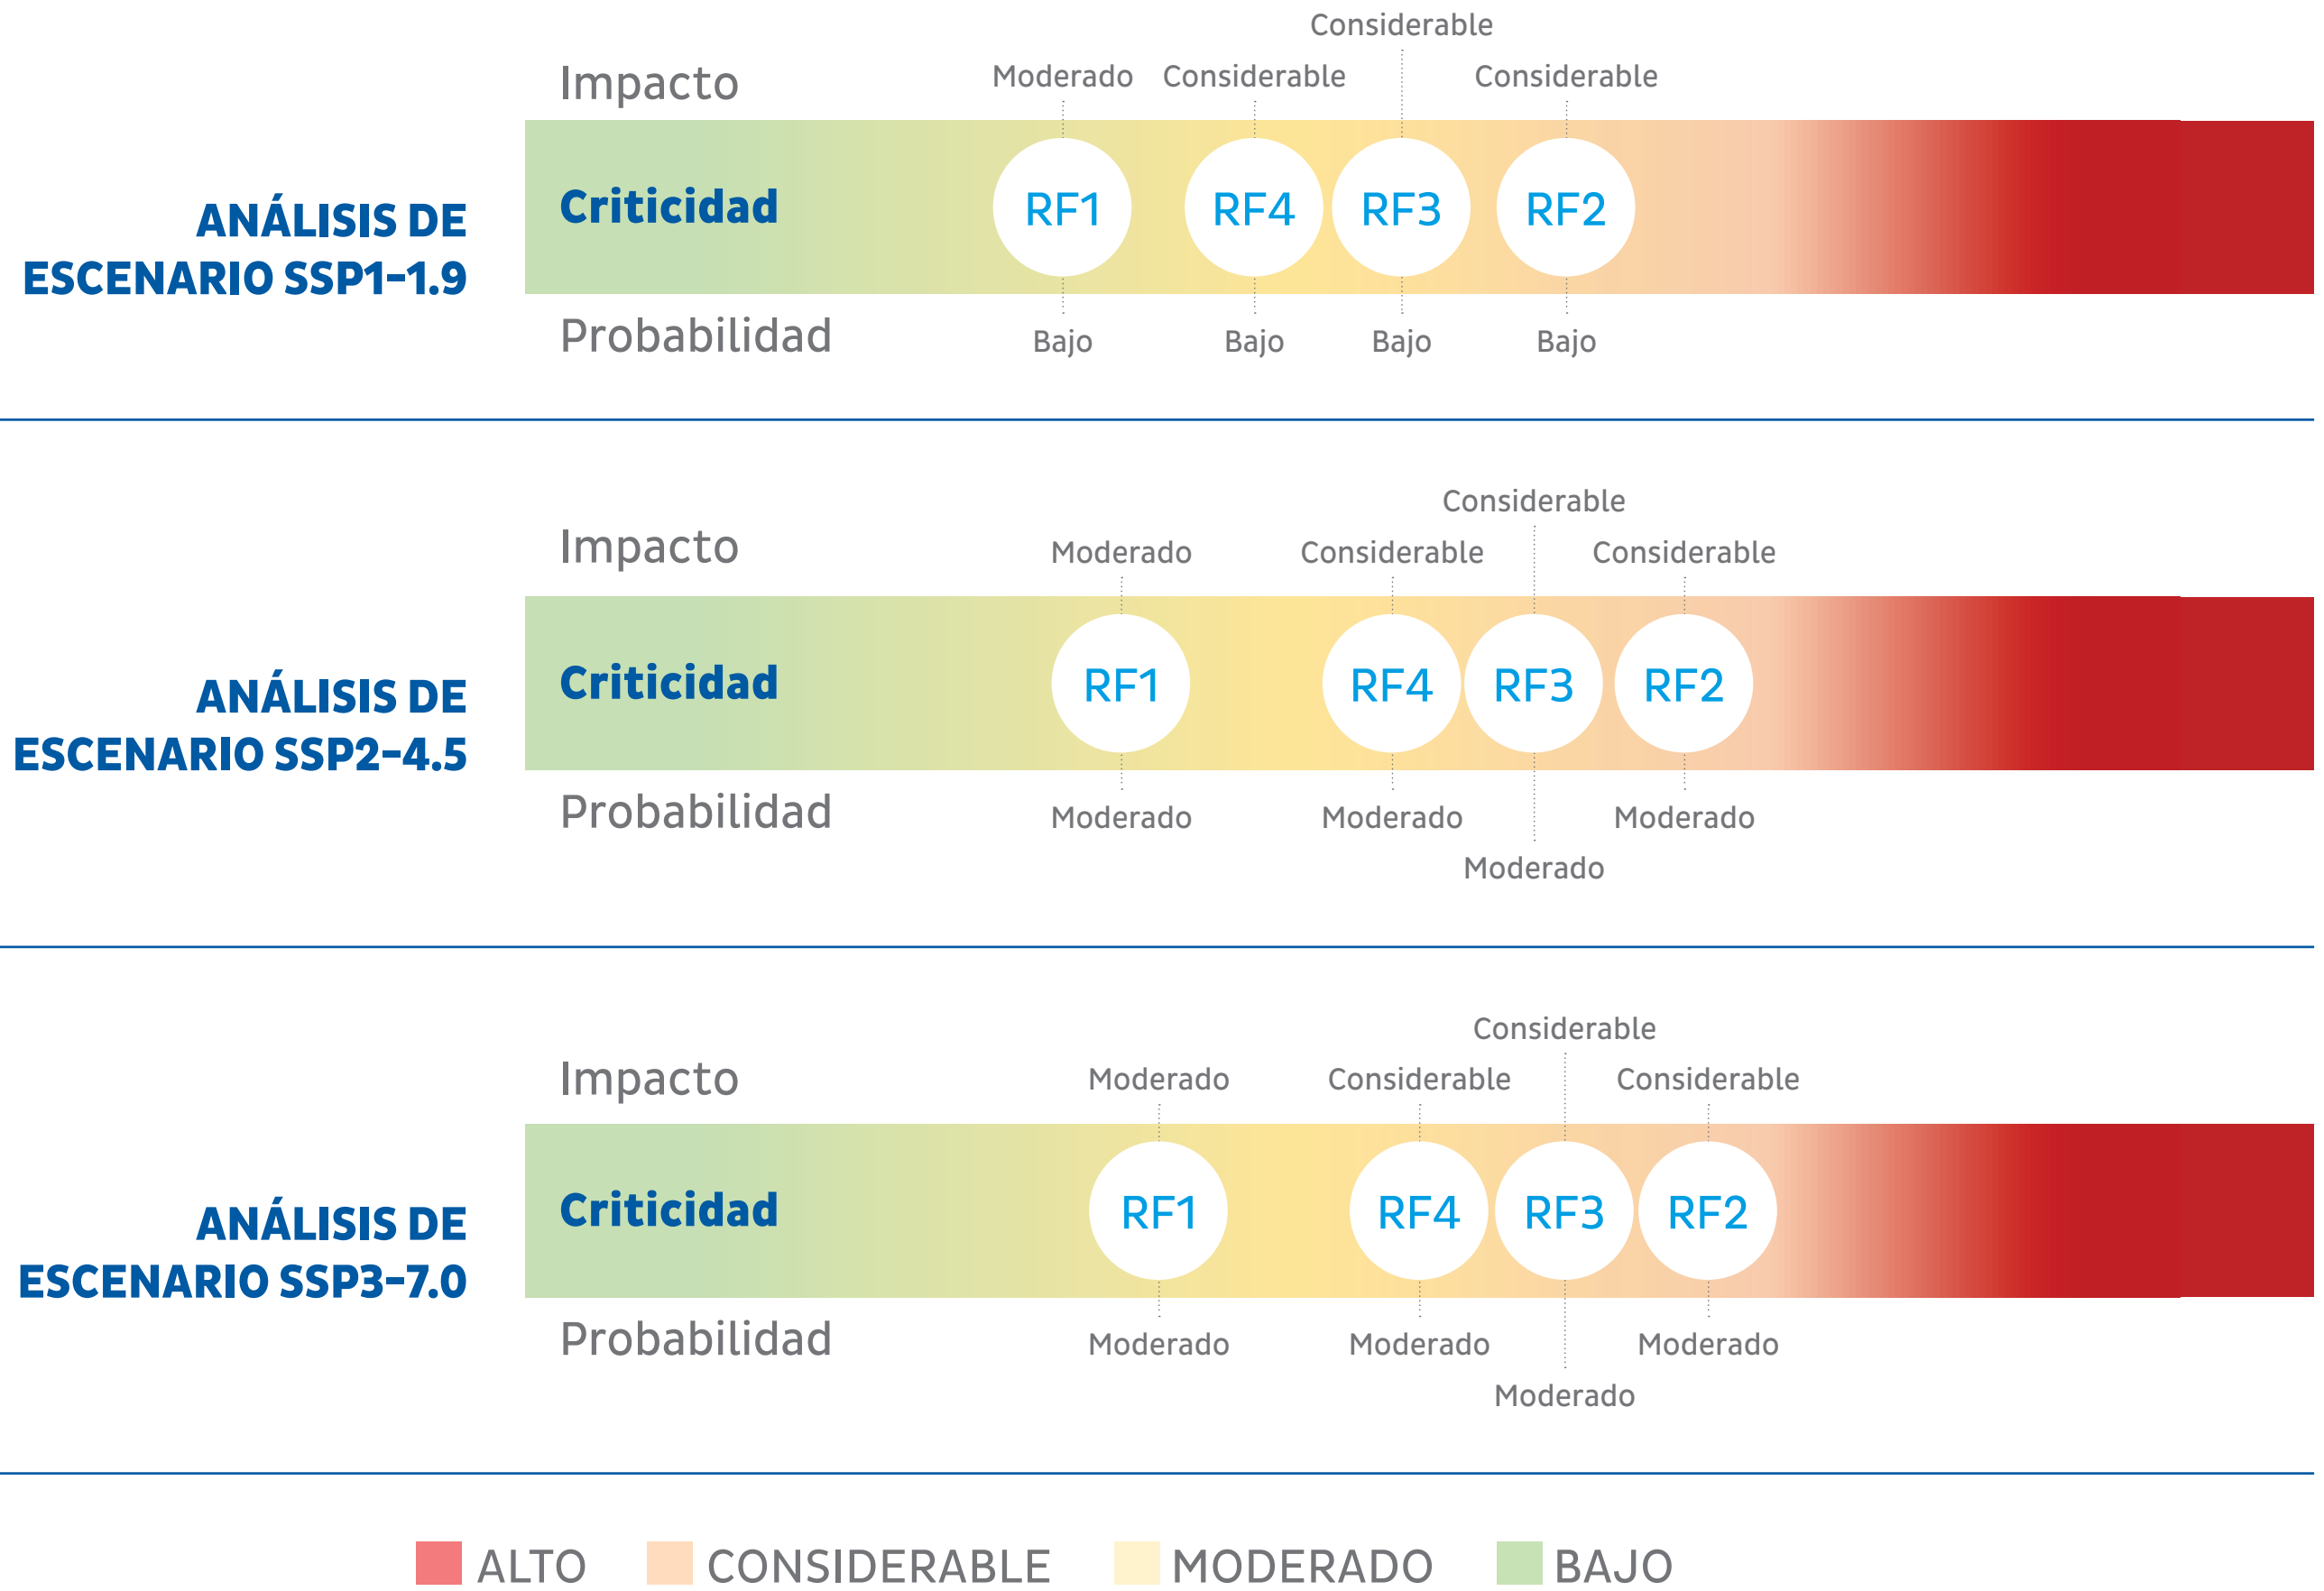 Considerable
Impacto
Moderado
Considerable
Considerable
ANÁLISIS DE
ESCENARIO SSP1-1.9
Criticidad
RF1
RF4
RF3
RF2
Probabilidad
Bajo
Bajo
Bajo
Bajo
Considerable
Impacto
Moderado
Considerable
Considerable
ANÁLISIS DE
ESCENARIO SSP2-4.5
Criticidad
RF1
RF4
RF3
RF2
Probabilidad
Moderado
Moderado
Moderado
Moderado
Considerable
Impacto
Moderado
Considerable
Considerable
ANÁLISIS DE
ESCENARIO SSP3-7.0
Criticidad
RF1
RF4
RF3
RF2
Probabilidad
Moderado
Moderado
Moderado
Moderado
ALTO
CONSIDERABLE
MODERADO
BAJO